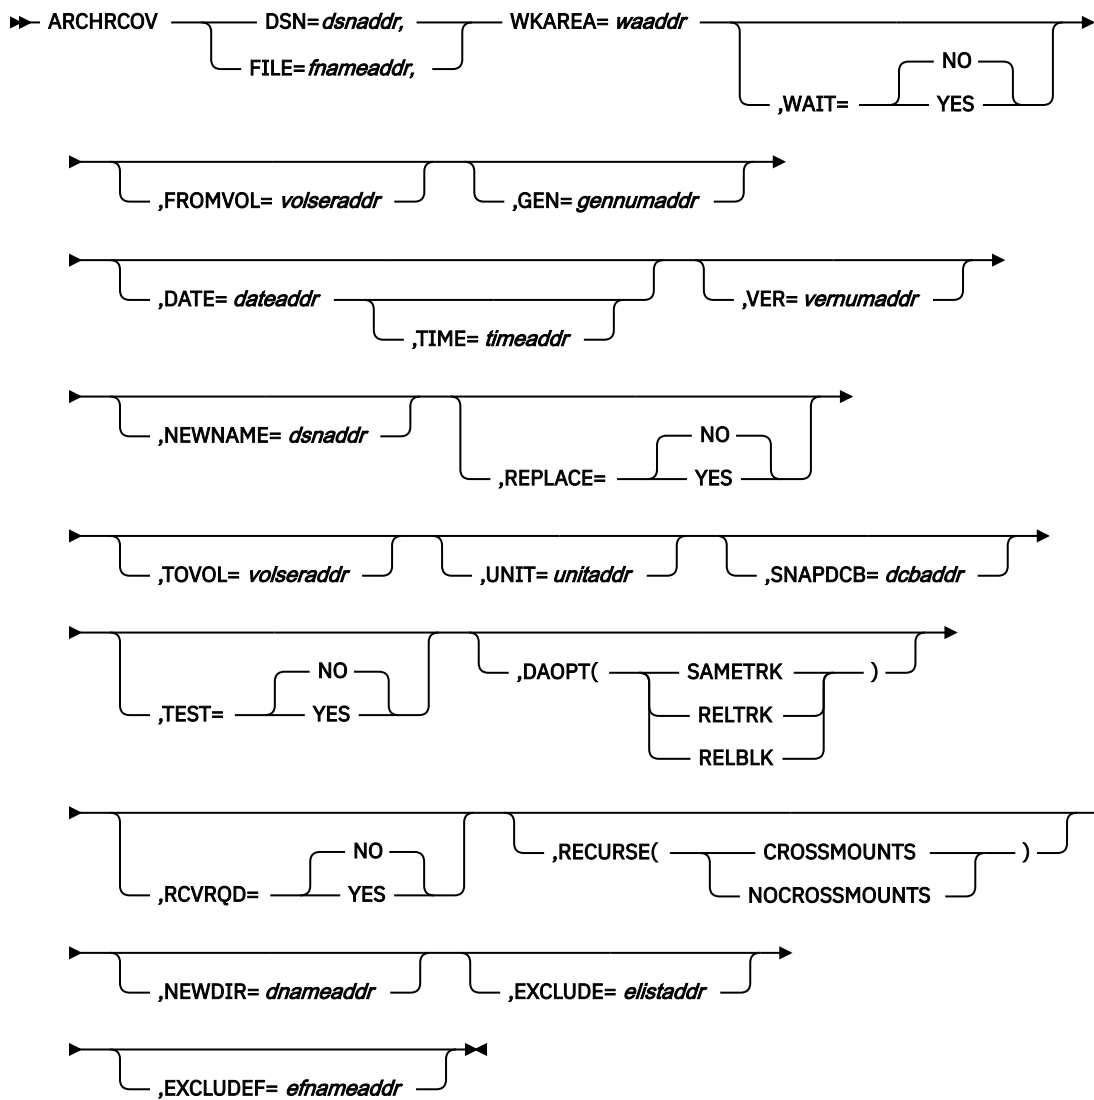 ARCHRCOV DSN= dsnaddr, WKAREA= waaddr
FILE= fnameaddr,
NO
,WAIT= YES
,FROMVOL= volseraddr ,GEN= gennumaddr
,DATE= dateaddr ,VER= vernumaddr
,TIME= timeaddr
,NEWNAME= dsnaddr NO
,REPLACE= YES
,TOVOL= volseraddr ,UNIT= unitaddr ,SNAPDCB= dcbaddr
NO ,DAOPT( SAMETRK )
,TEST= YES RELTRK
RELBLK
NO ,RECURSE( CROSSMOUNTS )
,RCVRQD= YES NOCROSSMOUNTS
,NEWDIR= dnameaddr ,EXCLUDE= elistaddr
,EXCLUDEF= efnameaddr